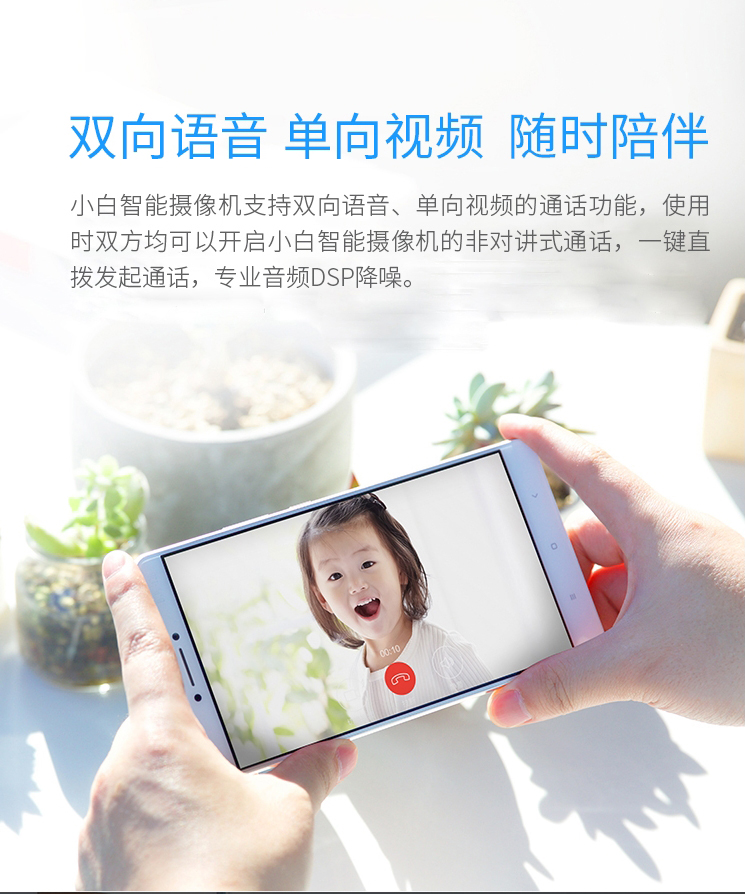 双向语音 单向视频 随时陪伴
小白智能摄像机支持双向语音、单向视频的通话功能，使用
时双方均可以开启小白智能摄像机的非对讲式通话，一键直
拨发起通话，专业音频DSP降噪。
00:10